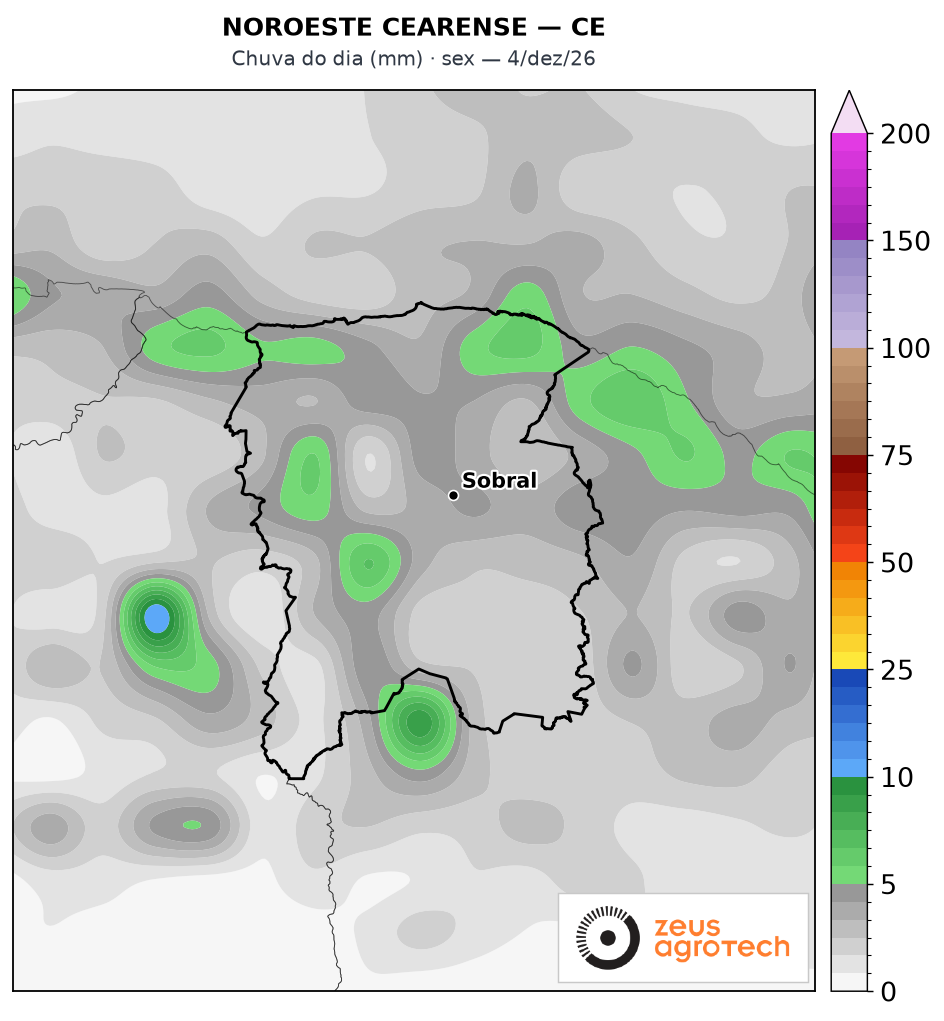 NOROESTE CEARENSE — CE
Chuva do dia (mm) · sex — 4/dez/26
200
150
100
75
50
25
10
5
0
Sobral
zeus
agrotech